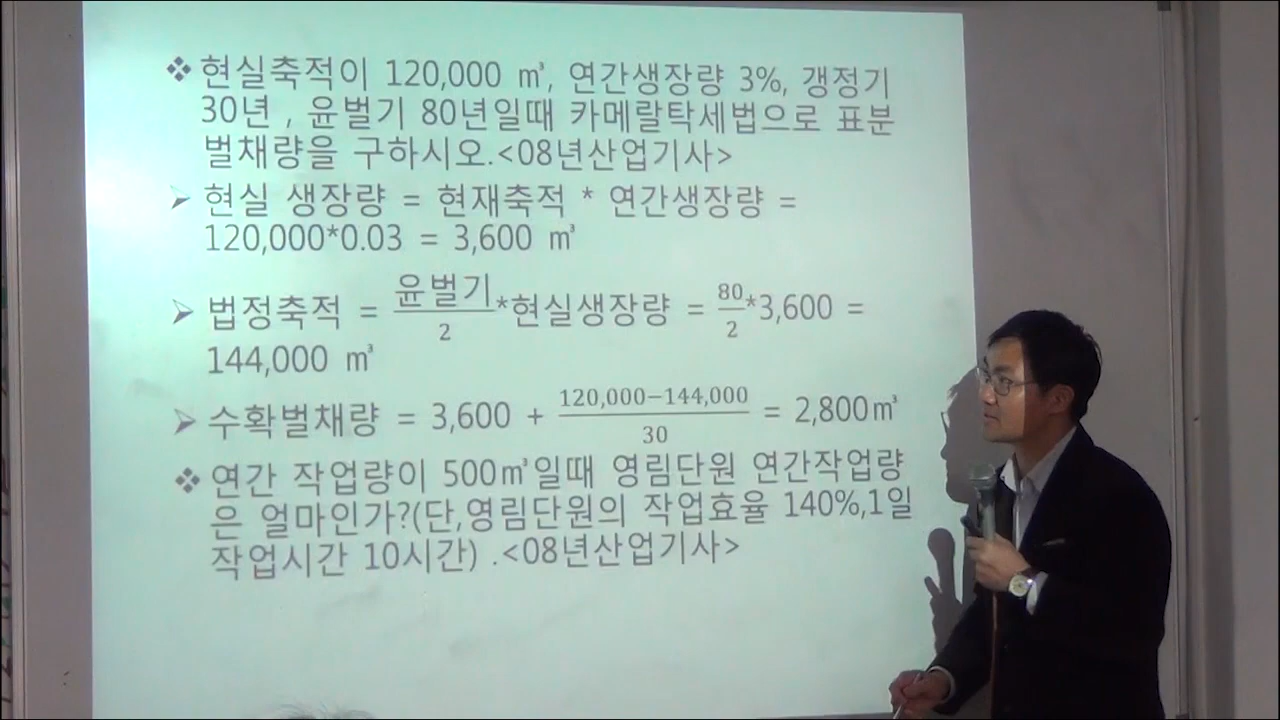 ❖ 현실축적이 120,000 ㎥, 연간생장량 3%, 갱정기
30년 , 윤벌기 80년일때 카메랄탁세법으로 표분
벌채량을 구하시오.<08년산업기사>
➢ 현실 생장량 = 현재축적 * 연간생장량 =
120,000*0.03 = 3,600 ㎥
➢ 법정축적 = 윤벌기/2 *현실생장량 = 80/2 *3,600 =
144,000 ㎥
➢ 수확벌채량 = 3,600 + 120,000−144,000/30 = 2,800㎥
❖ 연간 작업량이 500㎥일때 영림단원 연간작업량
은 얼마인가?(단,영림단원의 작업효율 140%,1일
작업시간 10시간) .<08년산업기사>